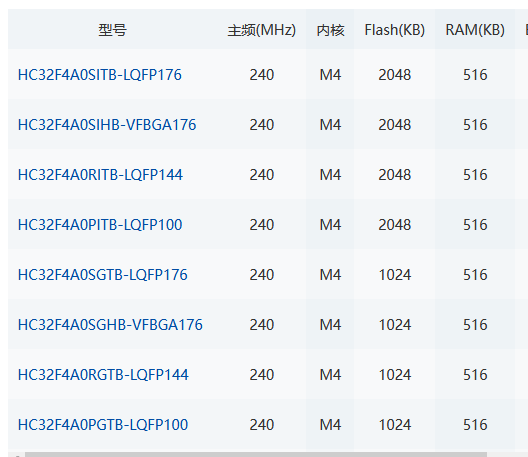 型号 主频(MHz) 内核 Flash(KB) RAM(KB)
HC32F4A0SITB-LQFP176 240 M4 2048 516
HC32F4A0SIHB-VFBGA176 240 M4 2048 516
HC32F4A0RITB-LQFP144 240 M4 2048 516
HC32F4A0PITB-LQFP100 240 M4 2048 516
HC32F4A0SGTB-LQFP176 240 M4 1024 516
HC32F4A0SGHB-VFBGA176 240 M4 1024 516
HC32F4A0RGTB-LQFP144 240 M4 1024 516
HC32F4A0PGTB-LQFP100 240 M4 1024 516